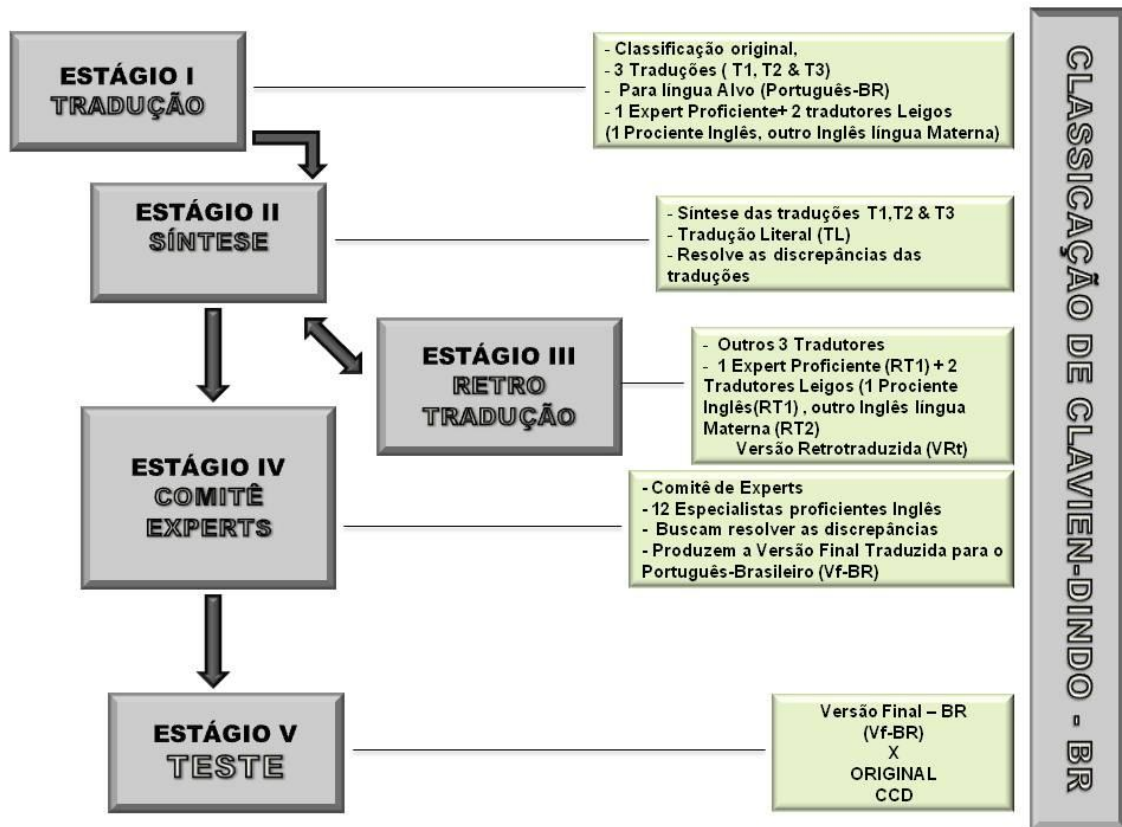 ESTÁGIO I
TRADUÇÃO
- Classificação original,
- 3 Traduções ( T1, T2 & T3)
- Para língua Alvo (Português-BR)
- 1 Expert Proficiente+ 2 tradutores Leigos
(1 Prociente Inglês, outro Inglês língua Materna)
ESTÁGIO II
SÍNTESE
- Síntese das traduções T1,T2 & T3
- Tradução Literal (TL)
- Resolve as discrepâncias das
traduções
ESTÁGIO III
RETRO
TRADUÇÃO
- Outros 3 Tradutores
- 1 Expert Proficiente (RT1) + 2
Tradutores Leigos (1 Prociente
Inglês(RT1) , outro Inglês língua
Materna (RT2)
Versão Retrotraduzida (VRt)
ESTÁGIO IV
COMITÊ
EXPERTS
- Comitê de Experts
- 12 Especialistas proficientes Inglês
- Buscam resolver as discrepâncias
- Produzem a Versão Final Traduzida para o
Português-Brasileiro (Vf-BR)
ESTÁGIO V
TESTE
Versão Final – BR
(Vf-BR)
X
ORIGINAL
CCD
CLASSICAÇÃO DE CLAVIEN-DINDO - BR